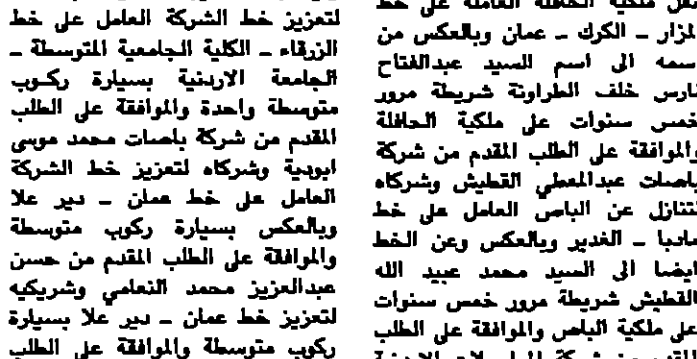 نقل ملكية الحافلة العاملة على خط
المزار ـ الكرك ـ عمان وبالعكس من
اسمه الى اسم السيد عبدالفتاح
فارس خلف الطراونة شريطة مرور
خمس سنوات على ملكية الحافلة
والموافقة على الطلب المقدم من شركة
باصات عبدالمعطي القطيش وشركاه
لتنازل عن الباص العامل على خط
مادبا ـ الغدير وبالعكس وعن الخط
ايضا الى السيد محمد عبيد الله
القطيش شريطة مرور خمس سنوات
على ملكية الباص والموافقة على الطلب
لتعزيز خط الشركة العامل على خط
الزرقاء ـ الكلية الجامعية المتوسطة ـ
الجامعة الاردنية بسيارة ركوب
متوسطة واحدة والموافقة على الطلب
المقدم من شركة باصات محمد موسى
ابودية وشركاه لتعزيز خط الشركة
العامل على خط عمان ـ دير علا
وبالعكس بسيارة ركوب متوسطة
والموافقة على الطلب المقدم من حسن
عبدالعزيز محمد النعامي وشريكيه
لتعزيز خط عمان ـ دير علا بسيارة
ركوب متوسطة والموافقة على الطلب